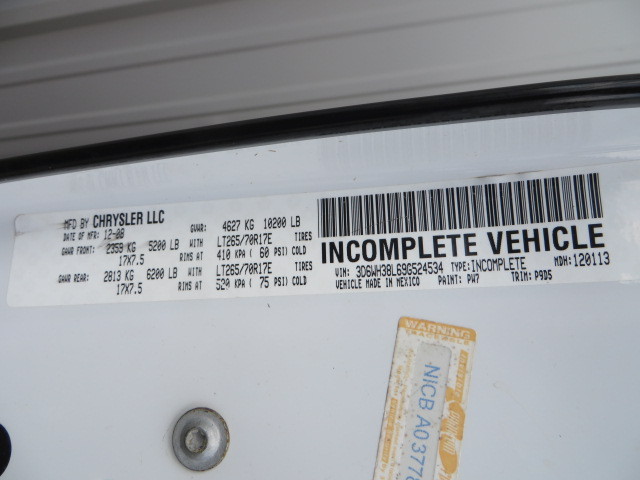 MFD BY CHRYSLER LLC GVWR: 4627 KG 10200 LB
DATE OF MFR: 12-08
GAWR FRONT: 2359 KG 5200 LB WITH LT265/70R17E TIRES
17X7.5 RIMS AT 410 KPA ( 60 PSI) COLD
GAWR REAR: 2813 KG 6200 LB WITH LT265/70R17E TIRES
17X7.5 RIMS AT 520 KPA ( 75 PSI) COLD
INCOMPLETE VEHICLE
VIN: 3D6WH38L69G524534 TYPE: INCOMPLETE MDH: 120113
VEHICLE MADE IN MEXICO PAINT: PW7 TRIM: P9DS
WARNING
NICB A03778